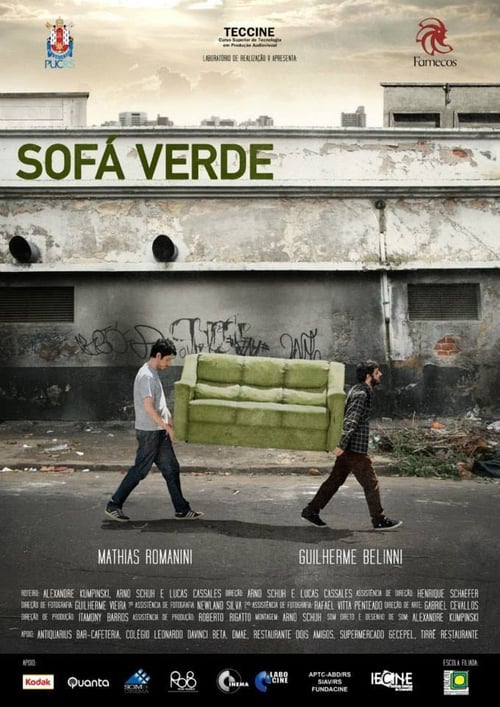 PUCRS
TECCINE
Curso Superior de Tecnologia
em Produção Audiovisual
LABORATÓRIO DE REALIZAÇÃO V APRESENTA:
Famecos
SOFÁ VERDE
MATHIAS ROMANINI
GUILHERME BELINNI
ROTEIRO: ALEXANDRE KUMPINSKI, ARNO SCHUH E LUCAS CASSALES DIREÇÃO: ARNO SCHUH E LUCAS CASSALES ASSISTÊNCIA DE DIREÇÃO: HENRIQUE SCHAEFER
DIREÇÃO DE FOTOGRAFIA: GUILHERME VIEIRA 1ª ASSISTÊNCIA DE FOTOGRAFIA: NEWLAND SILVA 2ª ASSISTÊNCIA DE FOTOGRAFIA: RAFAEL VITTA PENTEADO DIREÇÃO DE ARTE: GABRIEL CEVALLOS
DIREÇÃO DE PRODUÇÃO: ITAMONY BARROS ASSISTÊNCIA DE PRODUÇÃO: ROBERTO RIGATTO MONTAGEM: ARNO SCHUH SOM DIRETO E DESENHO DE SOM: ALEXANDRE KUMPINSKI
APOIO: ANTIQUARIUS BAR-CAFETERIA, COLÉGIO LEONARDO DAVINCI BETA, DMAE, RESTAURANTE DOIS AMIGOS, SUPERMERCADO GECEPEL, TIRRÉ RESTAURANT
APOIO:
ESCOLA FILIADA:
Kodak
Quanta
CINEMA
LABO
CINE
APTC-ABD/RS
SIAV/RS
FUNDACINE
IECINE